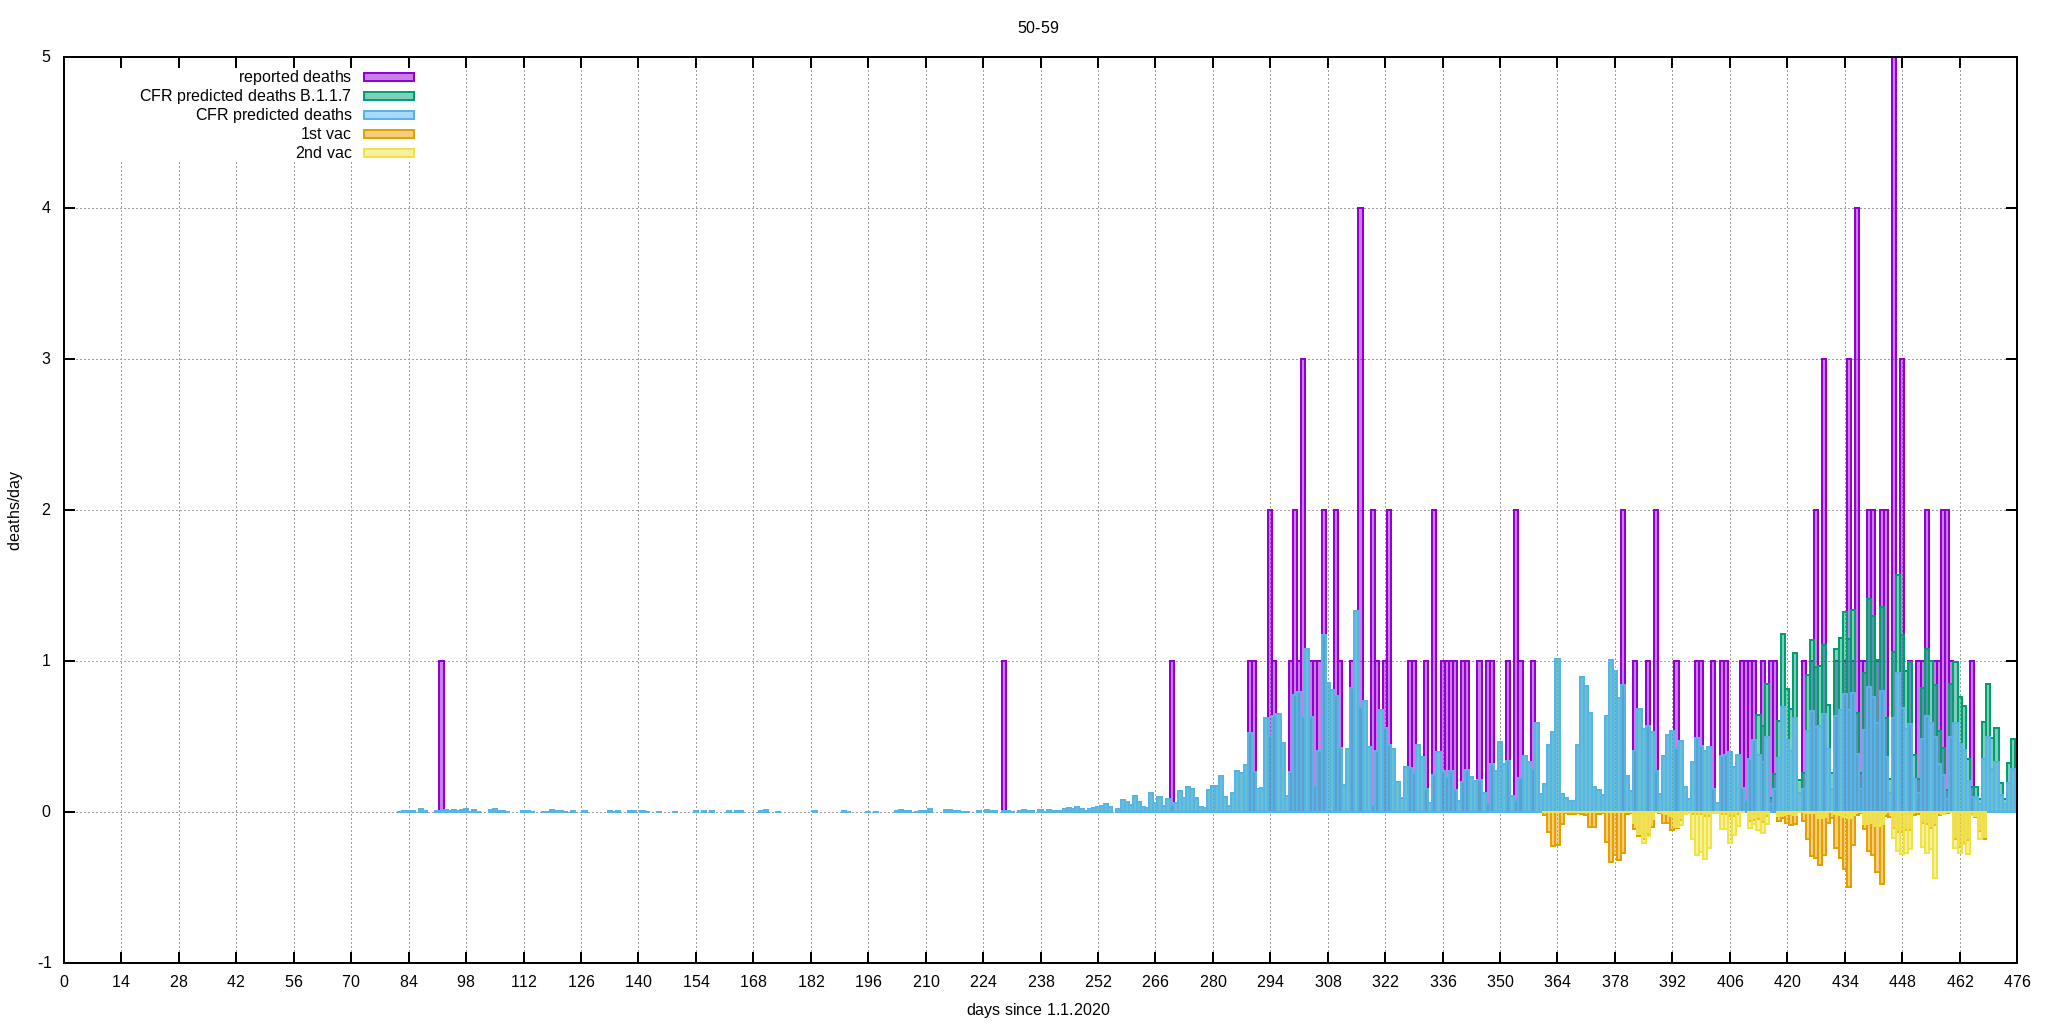 50-59
5
reported deaths
CFR predicted deaths B.1.1.7
CFR predicted deaths
1st vac
2nd vac
4
3
2
deaths/day
1
0
-1
0 14 28 42 56 70 84 98 112 126 140 154 168 182 196 210 224 238 252 266 280 294 308 322 336 350 364 378 392 406 420 434 448 462 476
days since 1.1.2020